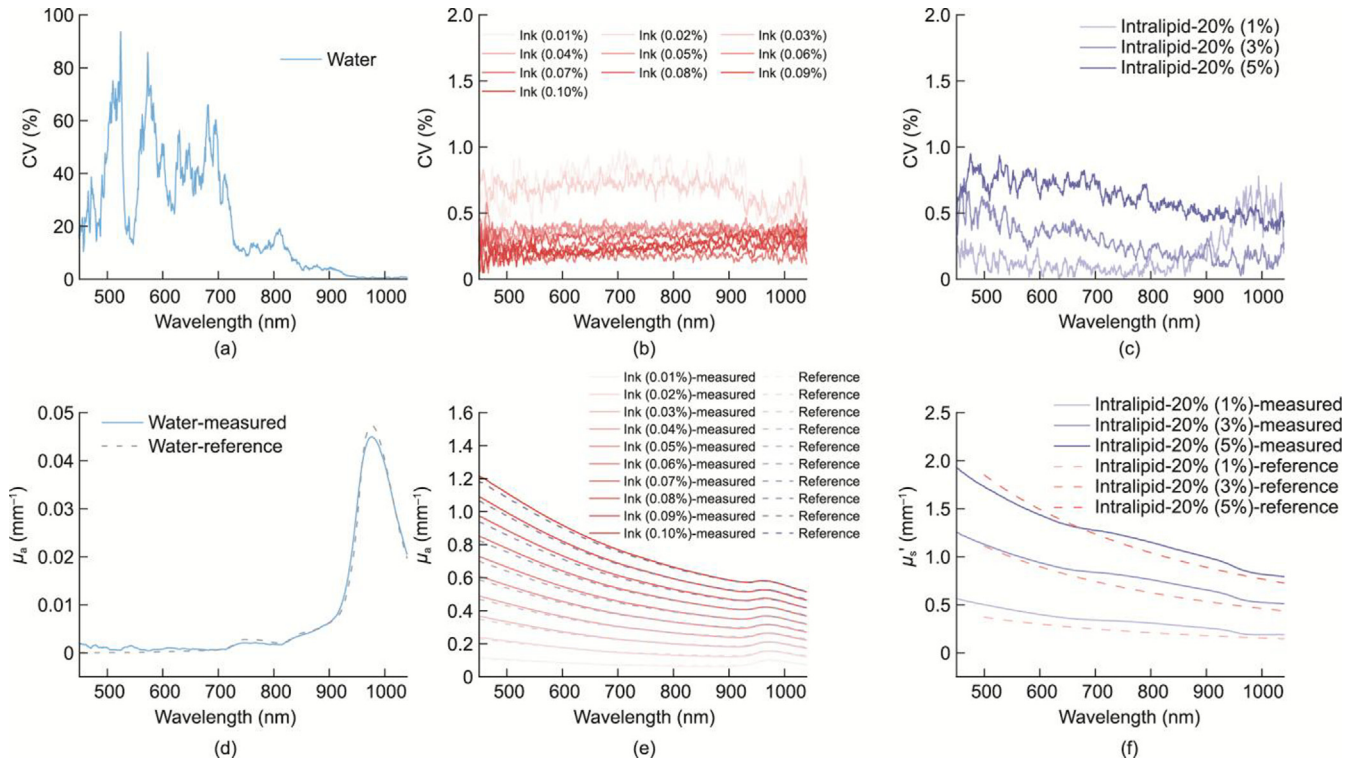 CV (%)
100
80
60
40
20
0
Water
500 600 700 800 900 1000
Wavelength (nm)
(a)
CV (%)
2.0
1.5
1.0
0.5
0
Ink (0.01%) Ink (0.02%) Ink (0.03%)
Ink (0.04%) Ink (0.05%) Ink (0.06%)
Ink (0.07%) Ink (0.08%) Ink (0.09%)
Ink (0.10%)
500 600 700 800 900 1000
Wavelength (nm)
(b)
CV (%)
2.0
1.5
1.0
0.5
0
Intralipid-20% (1%)
Intralipid-20% (3%)
Intralipid-20% (5%)
500 600 700 800 900 1000
Wavelength (nm)
(c)
μa (mm⁻¹)
0.05
0.04
0.03
0.02
0.01
0
Water-measured
Water-reference
500 600 700 800 900 1000
Wavelength (nm)
(d)
μa (mm⁻¹)
1.6
1.4
1.2
1.0
0.8
0.6
0.4
0.2
0
Ink (0.01%)-measured Reference
Ink (0.02%)-measured Reference
Ink (0.03%)-measured Reference
Ink (0.04%)-measured Reference
Ink (0.05%)-measured Reference
Ink (0.06%)-measured Reference
Ink (0.07%)-measured Reference
Ink (0.08%)-measured Reference
Ink (0.09%)-measured Reference
Ink (0.10%)-measured Reference
500 600 700 800 900 1000
Wavelength (nm)
(e)
μs' (mm⁻¹)
2.5
2.0
1.5
1.0
0.5
0
Intralipid-20% (1%)-measured
Intralipid-20% (3%)-measured
Intralipid-20% (5%)-measured
Intralipid-20% (1%)-reference
Intralipid-20% (3%)-reference
Intralipid-20% (5%)-reference
500 600 700 800 900 1000
Wavelength (nm)
(f)